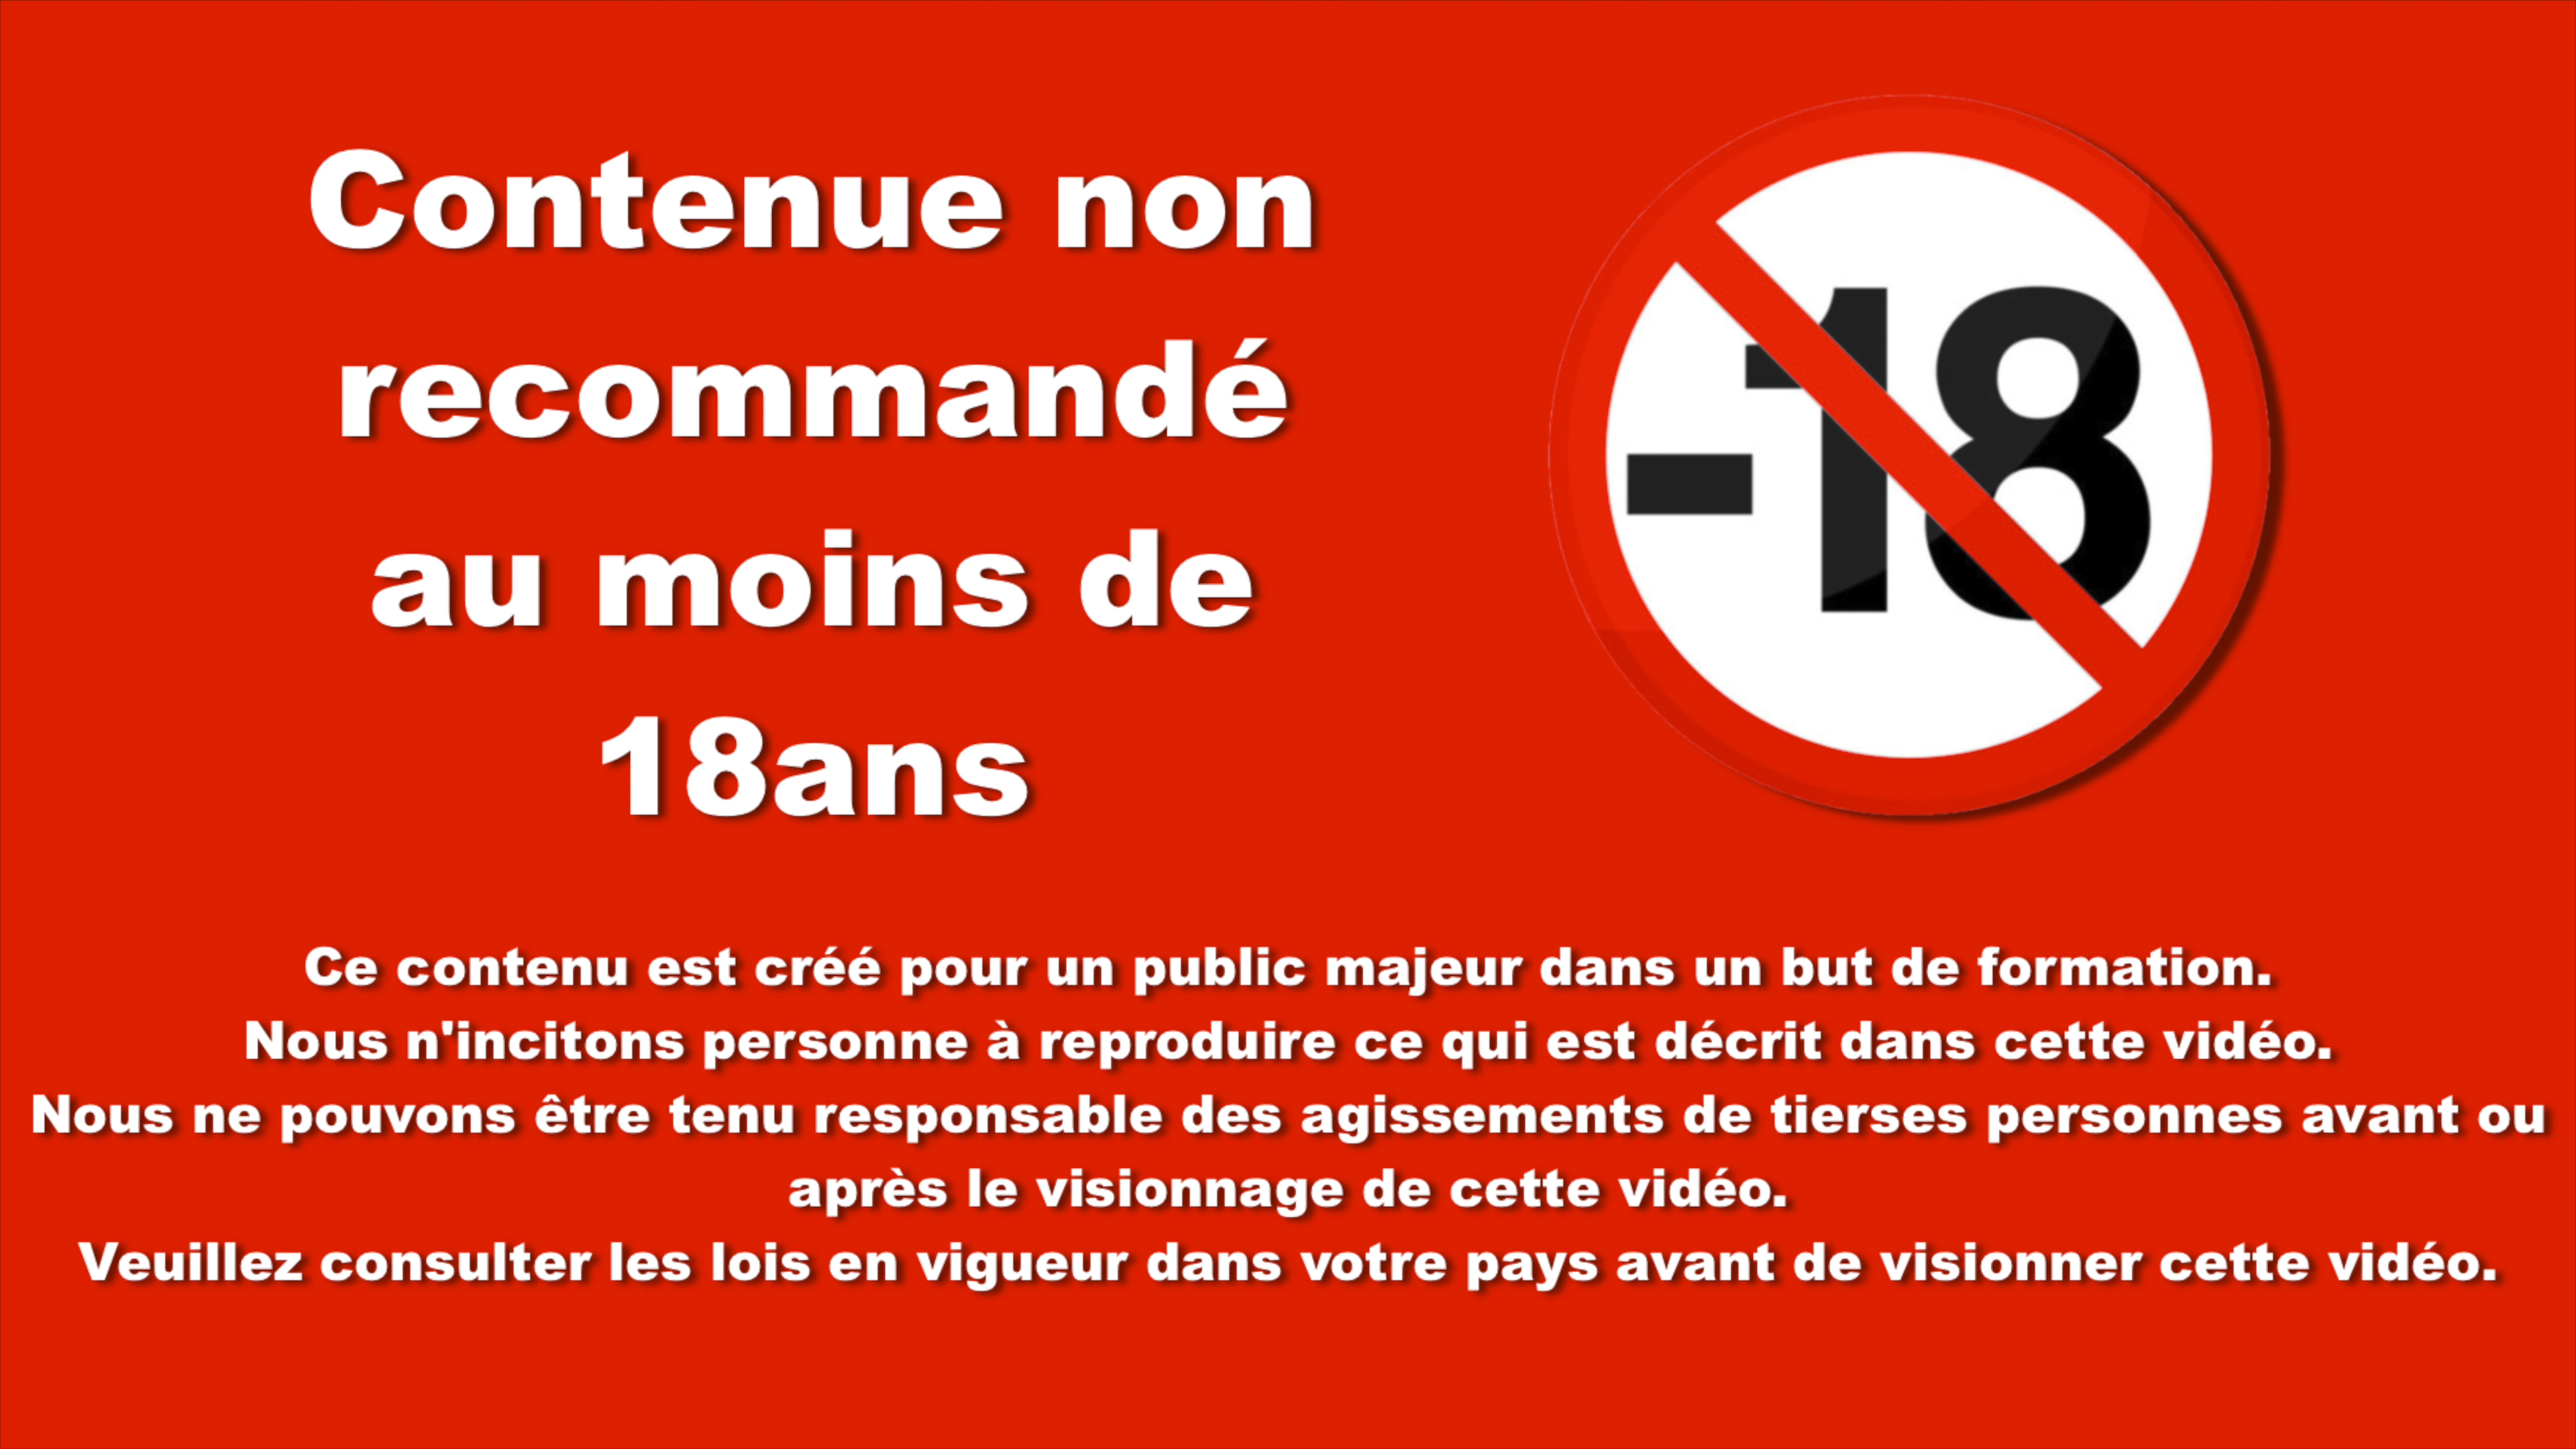 Contenue non
recommandé
au moins de
18ans
-18
Ce contenu est créé pour un public majeur dans un but de formation.
Nous n'incitons personne à reproduire ce qui est décrit dans cette vidéo.
Nous ne pouvons être tenu responsable des agissements de tierses personnes avant ou
après le visionnage de cette vidéo.
Veuillez consulter les lois en vigueur dans votre pays avant de visionner cette vidéo.